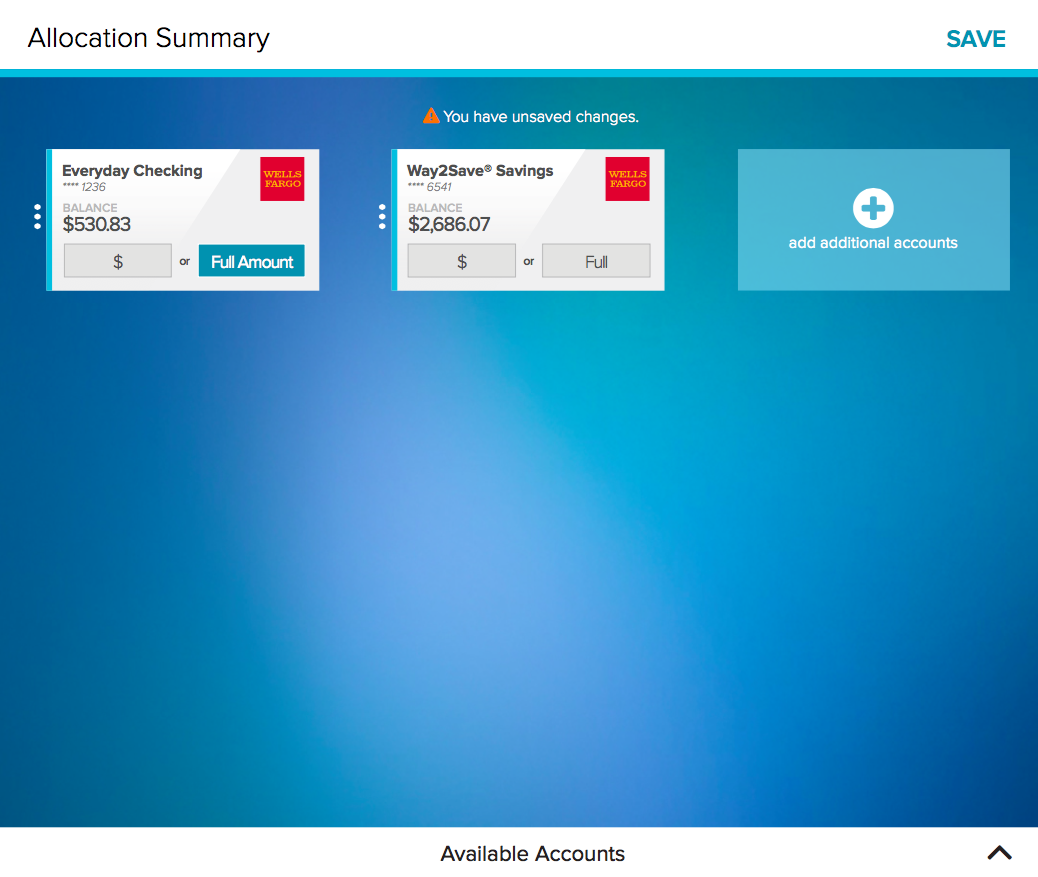 Allocation Summary
SAVE
You have unsaved changes.
Everyday Checking
**** 1236
BALANCE
$530.83
$ or Full Amount
WELLS
FARGO
Way2Save® Savings
**** 6541
BALANCE
$2,686.07
$ or Full
WELLS
FARGO
add additional accounts
Available Accounts